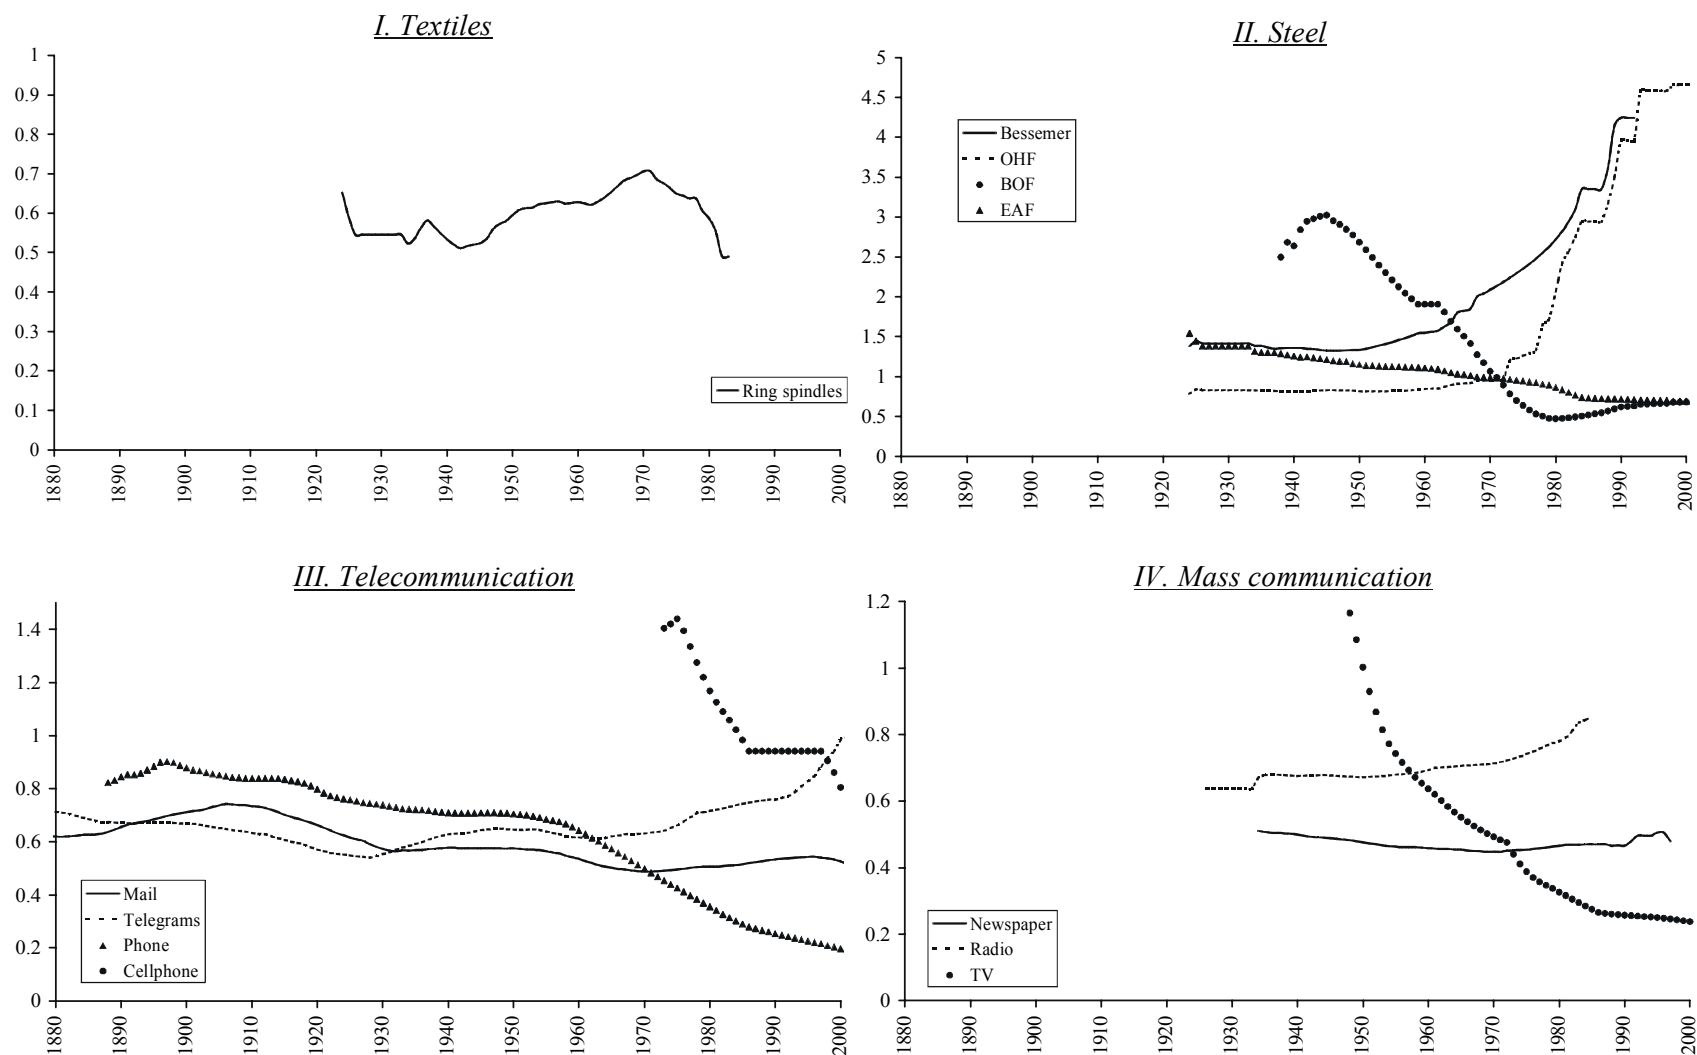 I. Textiles
1
0.9
0.8
0.7
0.6
0.5
0.4
0.3
0.2
0.1
0
Ring spindles
1880 1890 1900 1910 1920 1930 1940 1950 1960 1970 1980 1990 2000
II. Steel
5
4.5
4
3.5
3
2.5
2
1.5
1
0.5
0
Bessemer
OHF
BOF
EAF
1880 1890 1900 1910 1920 1930 1940 1950 1960 1970 1980 1990 2000
III. Telecommunication
1.4
1.2
1
0.8
0.6
0.4
0.2
0
Mail
Telegrams
Phone
Cellphone
1880 1890 1900 1910 1920 1930 1940 1950 1960 1970 1980 1990 2000
IV. Mass communication
1.2
1
0.8
0.6
0.4
0.2
0
Newspaper
Radio
TV
1880 1890 1900 1910 1920 1930 1940 1950 1960 1970 1980 1990 2000